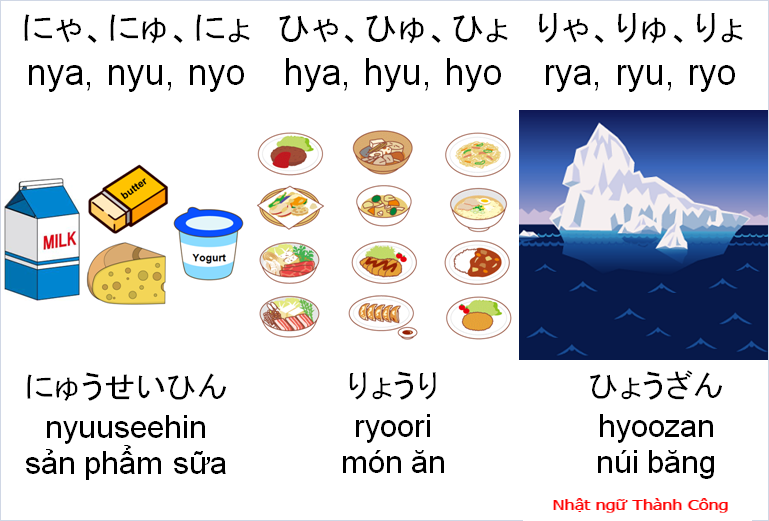 にゃ、にゅ、にょ ひゃ、ひゅ、ひょ りゃ、りゅ、りょ
nya, nyu, nyo hya, hyu, hyo rya, ryu, ryo
butter
MILK
Yogurt
にゅうせいひん りょうり ひょうざん
nyuuseehin ryoori hyoozan
sản phẩm sữa món ăn núi băng
Nhật ngữ Thành Công